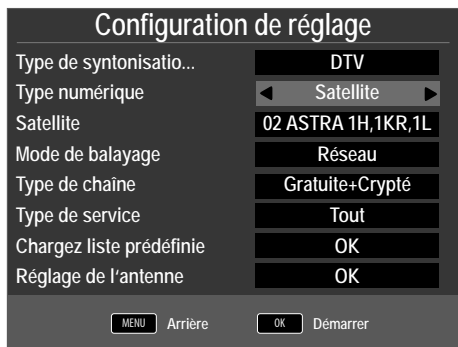 Configuration de réglage
Type de syntonisatio... DTV
Type numérique Satellite
Satellite 02 ASTRA 1H,1KR,1L
Mode de balayage Réseau
Type de chaîne Gratuite+Crypté
Type de service Tout
Chargez liste prédéfinie OK
Réglage de l'antenne OK
MENU Arrière OK Démarrer